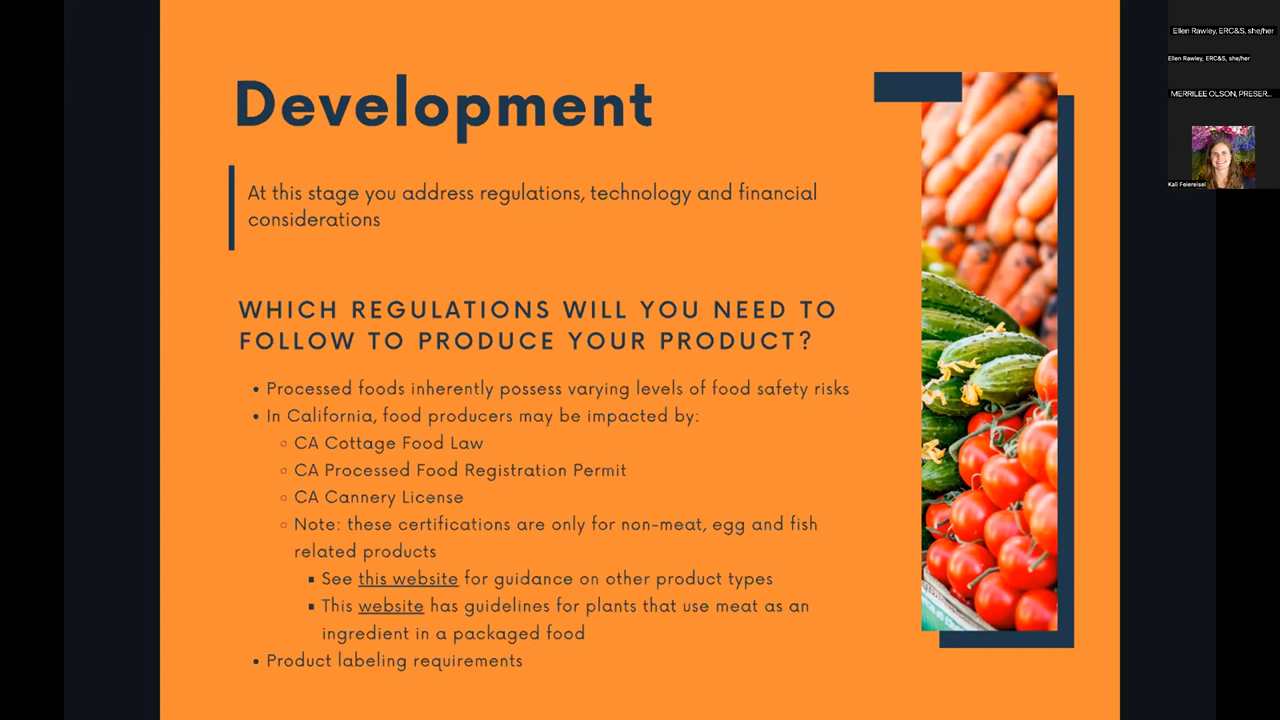 Development
At this stage you address regulations, technology and financial
considerations
WHICH REGULATIONS WILL YOU NEED TO
FOLLOW TO PRODUCE YOUR PRODUCT?
• Processed foods inherently possess varying levels of food safety risks
• In California, food producers may be impacted by:
○ CA Cottage Food Law
○ CA Processed Food Registration Permit
○ CA Cannery License
○ Note: these certifications are only for non-meat, egg and fish
related products
▪ See this website for guidance on other product types
▪ This website has guidelines for plants that use meat as an
ingredient in a packaged food
• Product labeling requirements
Ellen Rawley, ERC&S, she/her
Ellen Rawley, ERC&S, she/her
MERRILEE OLSON, PRESER...
Kali Feiereisel